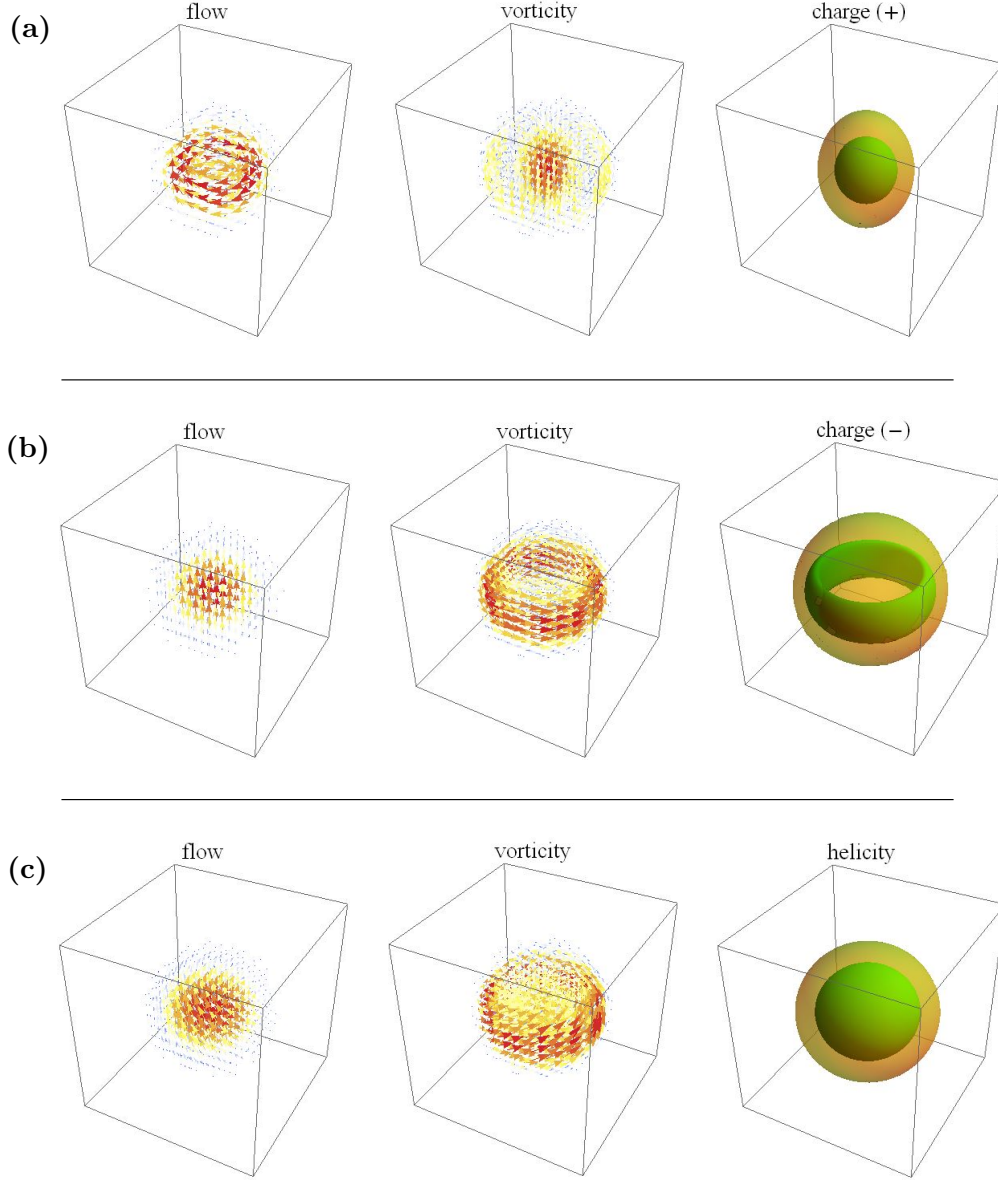 (a) flow vorticity charge (+)
(b) flow vorticity charge (−)
(c) flow vorticity helicity